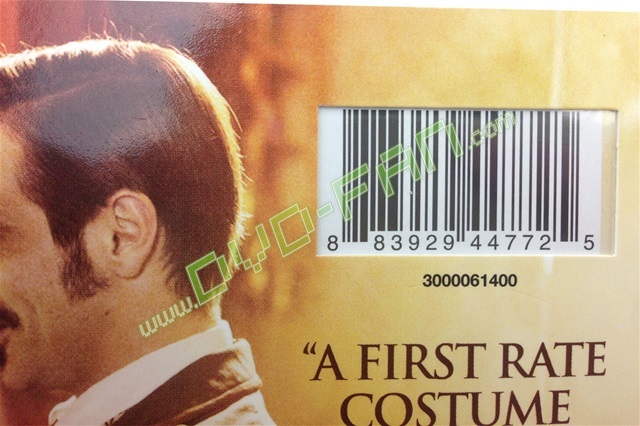 www.DVD-FAN.com
8 83929 44772 5
3000061400
"A FIRST RATE
COSTUME